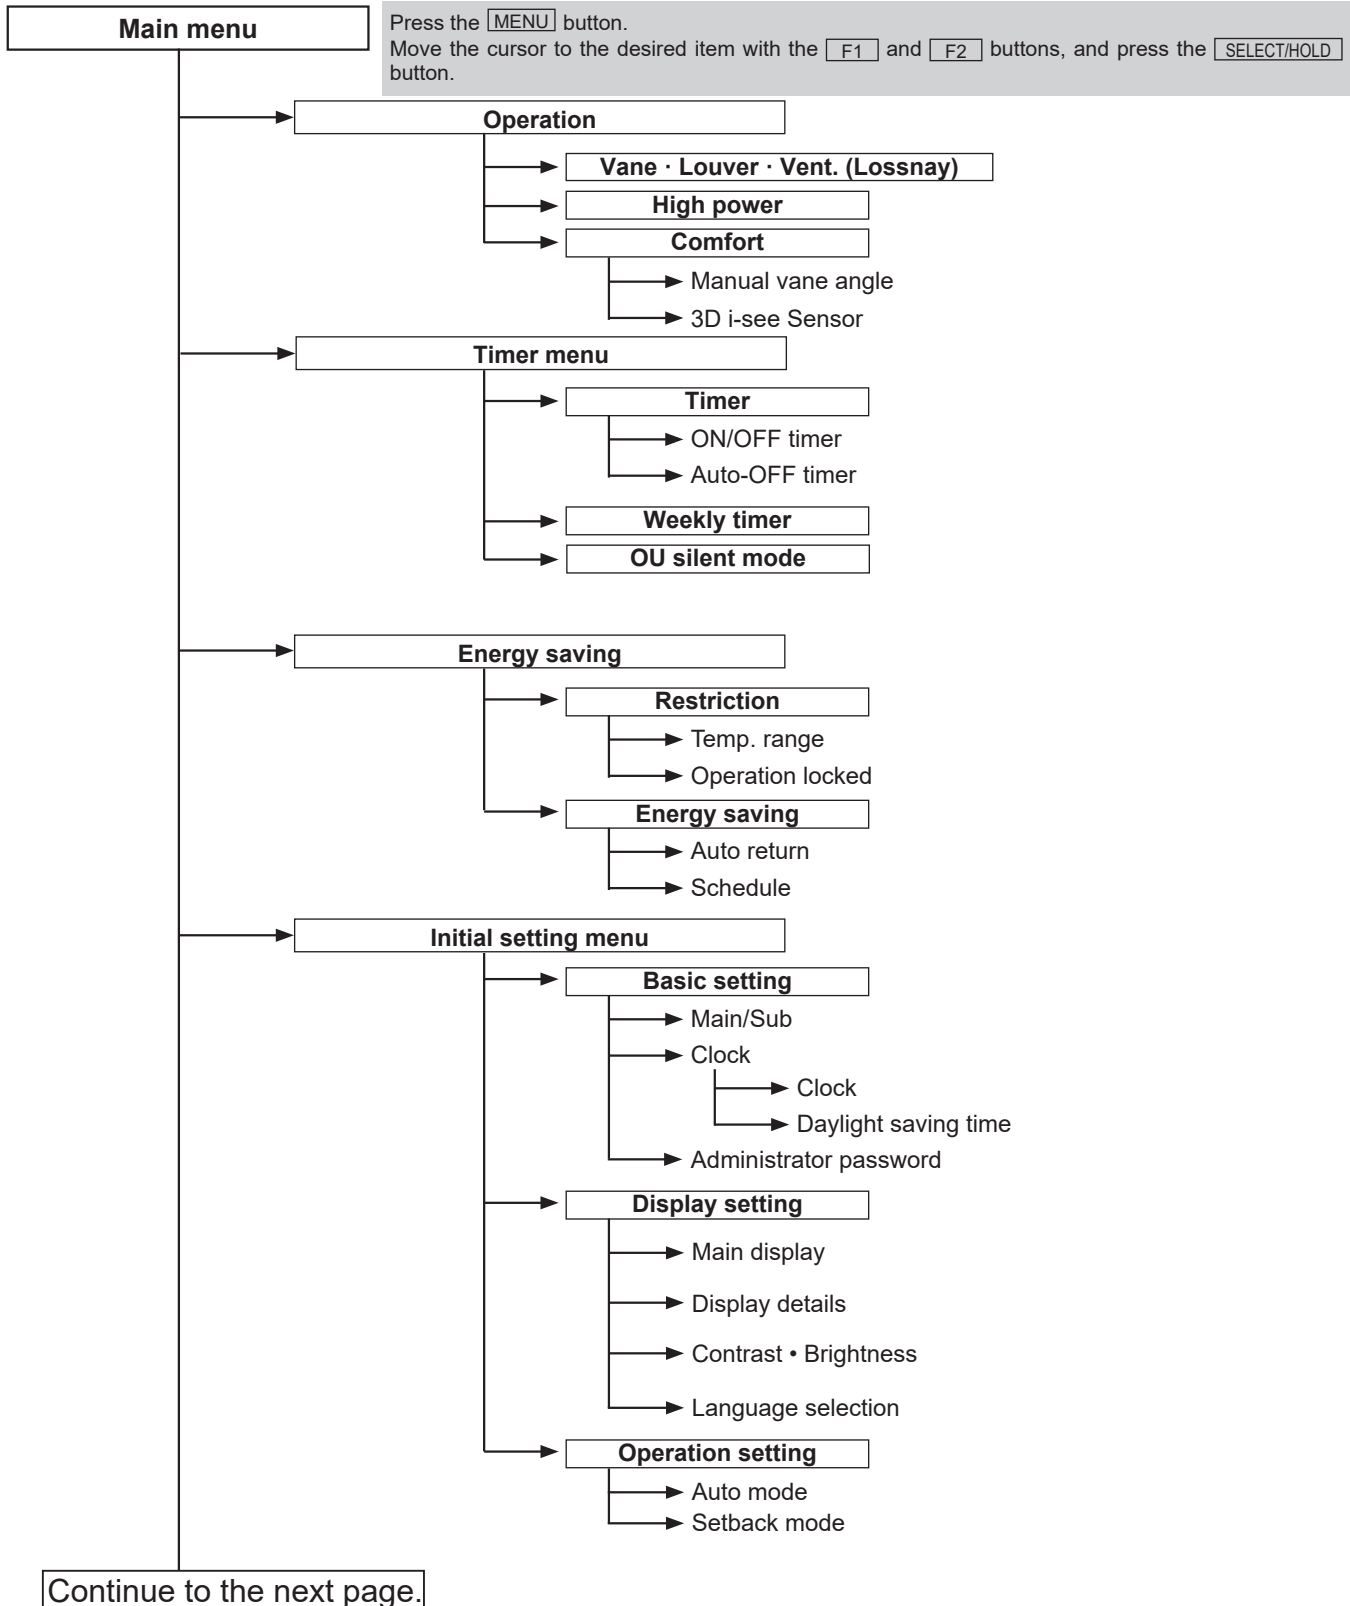 Main menu
Press the MENU button.
Move the cursor to the desired item with the F1 and F2 buttons, and press the SELECT/HOLD
button.
Operation
Vane · Louver · Vent. (Lossnay)
High power
Comfort
Manual vane angle
3D i-see Sensor
Timer menu
Timer
ON/OFF timer
Auto-OFF timer
Weekly timer
OU silent mode
Energy saving
Restriction
Temp. range
Operation locked
Energy saving
Auto return
Schedule
Initial setting menu
Basic setting
Main/Sub
Clock
Clock
Daylight saving time
Administrator password
Display setting
Main display
Display details
Contrast • Brightness
Language selection
Operation setting
Auto mode
Setback mode
Continue to the next page.